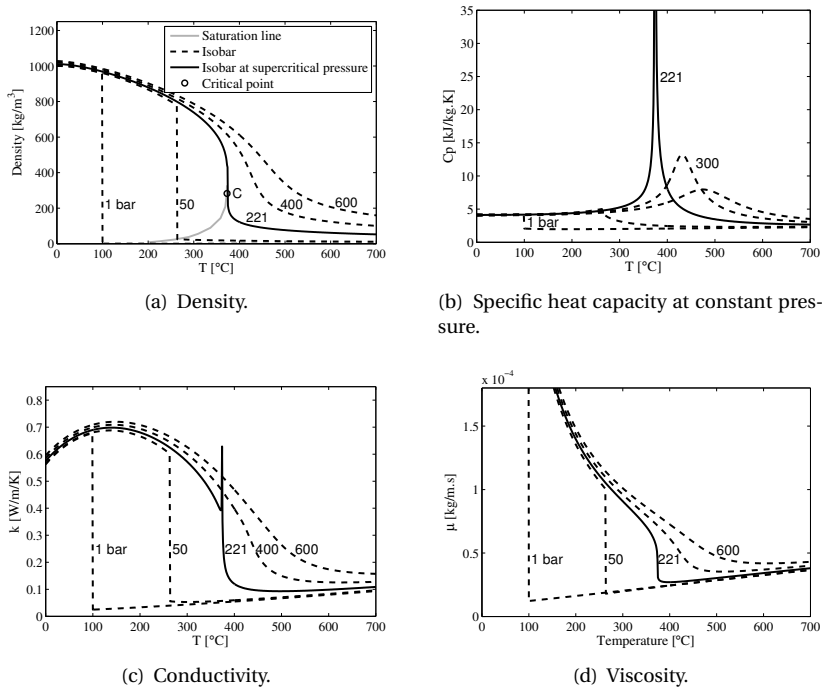 1200
1000
800
600
400
200
0
Density [kg/m³]
Saturation line
Isobar
Isobar at supercritical pressure
Critical point
1 bar
50
C
221
400
600
0 100 200 300 400 500 600 700
T [°C]
(a) Density.
35
30
25
20
15
10
5
0
Cp [kJ/kg.K]
221
300
1 bar
0 100 200 300 400 500 600 700
T [°C]
(b) Specific heat capacity at constant pres-
sure.
0.8
0.7
0.6
0.5
0.4
0.3
0.2
0.1
0
k [W/m/K]
1 bar
50
221
400
600
0 100 200 300 400 500 600 700
T [°C]
(c) Conductivity.
x 10⁻⁴
1.5
1
0.5
0
μ [kg/m.s]
1 bar
50
221
600
0 100 200 300 400 500 600 700
Temperature [°C]
(d) Viscosity.